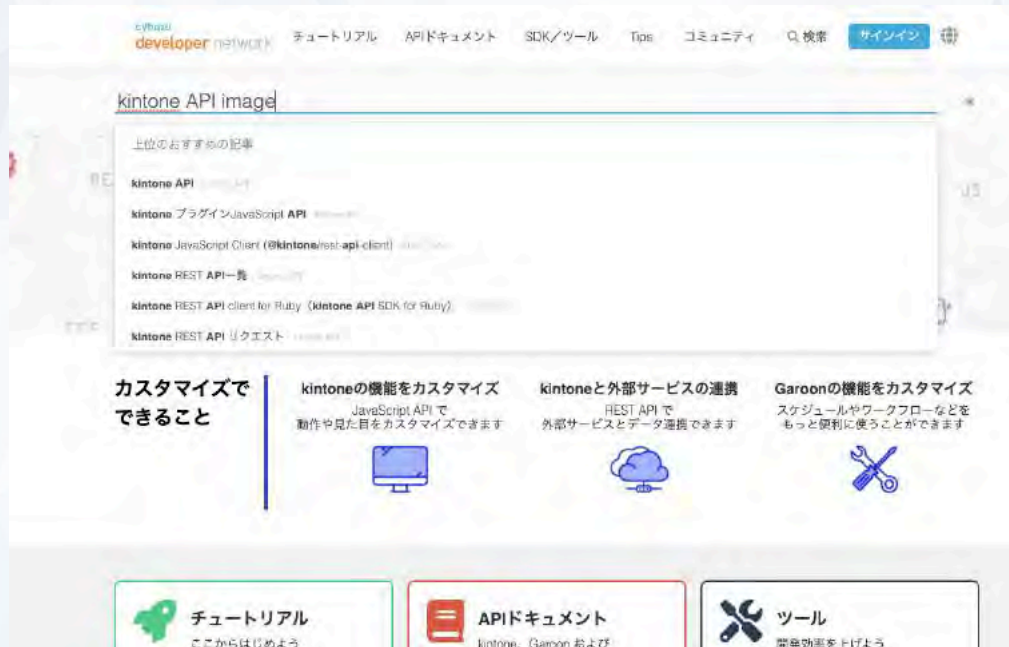 cybozu
developer network
チュートリアル APIドキュメント SDK／ツール Tips コミュニティ 検索 サインイン
kintone API image
上位のおすすめの記事
kintone API
kintone プラグインJavaScript API
kintone JavaScript Client (@kintone/rest-api-client)
kintone REST API一覧
kintone REST API client for Ruby（kintone API SDK for Ruby）
kintone REST API リクエスト
カスタマイズで
できること
kintoneの機能をカスタマイズ
JavaScript API で
動作や見た目をカスタマイズできます
kintoneと外部サービスの連携
REST API で
外部サービスとデータ連携できます
Garoonの機能をカスタマイズ
スケジュールやワークフローなどを
もっと便利に使うことができます
チュートリアル
ここからはじめよう
APIドキュメント
kintone、Garoon および
ツール
開発効率を上げよう